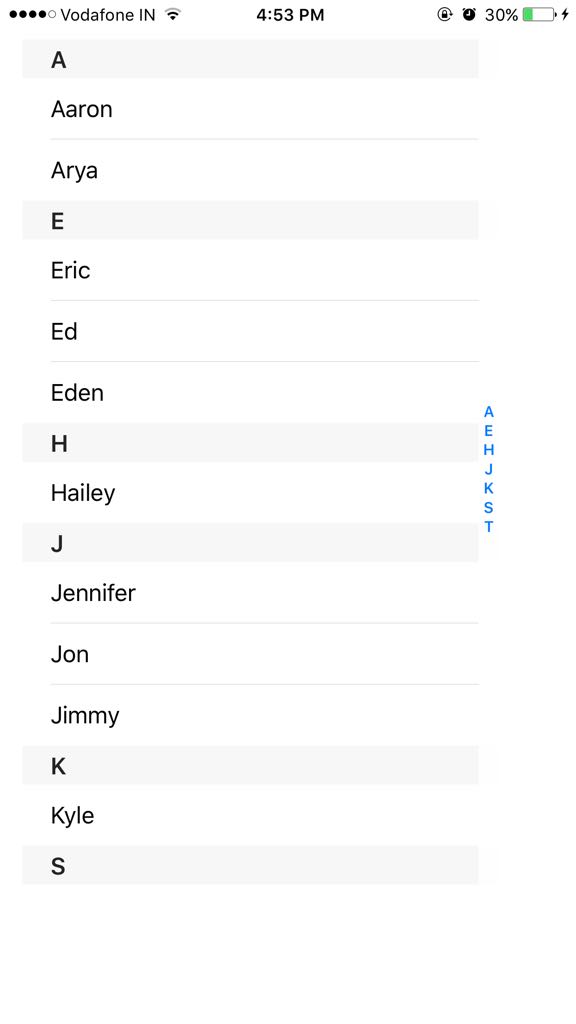 Vodafone IN 4:53 PM 30%
A
Aaron
Arya
E
Eric
Ed
Eden
H
Hailey
J
Jennifer
Jon
Jimmy
K
Kyle
S
A
E
H
J
K
S
T